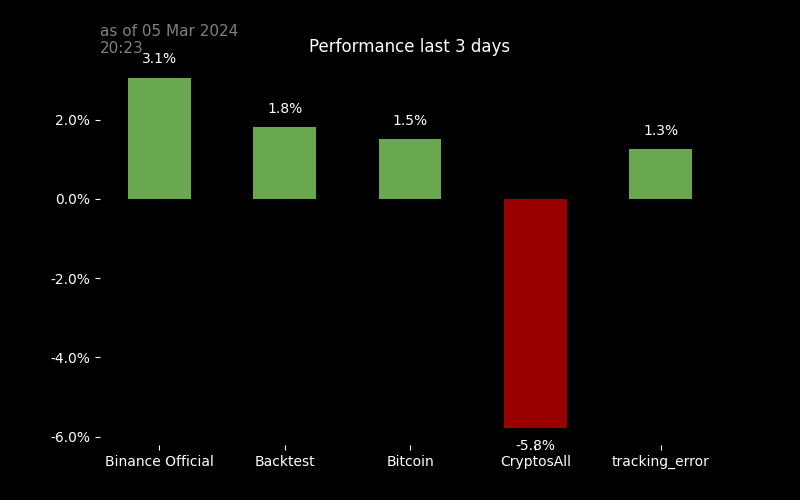 as of 05 Mar 2024
20:23
Performance last 3 days
3.1%
1.8%
1.5%
-5.8%
1.3%
2.0%
0.0%
-2.0%
-4.0%
-6.0%
Binance Official
Backtest
Bitcoin
CryptosAll
tracking_error